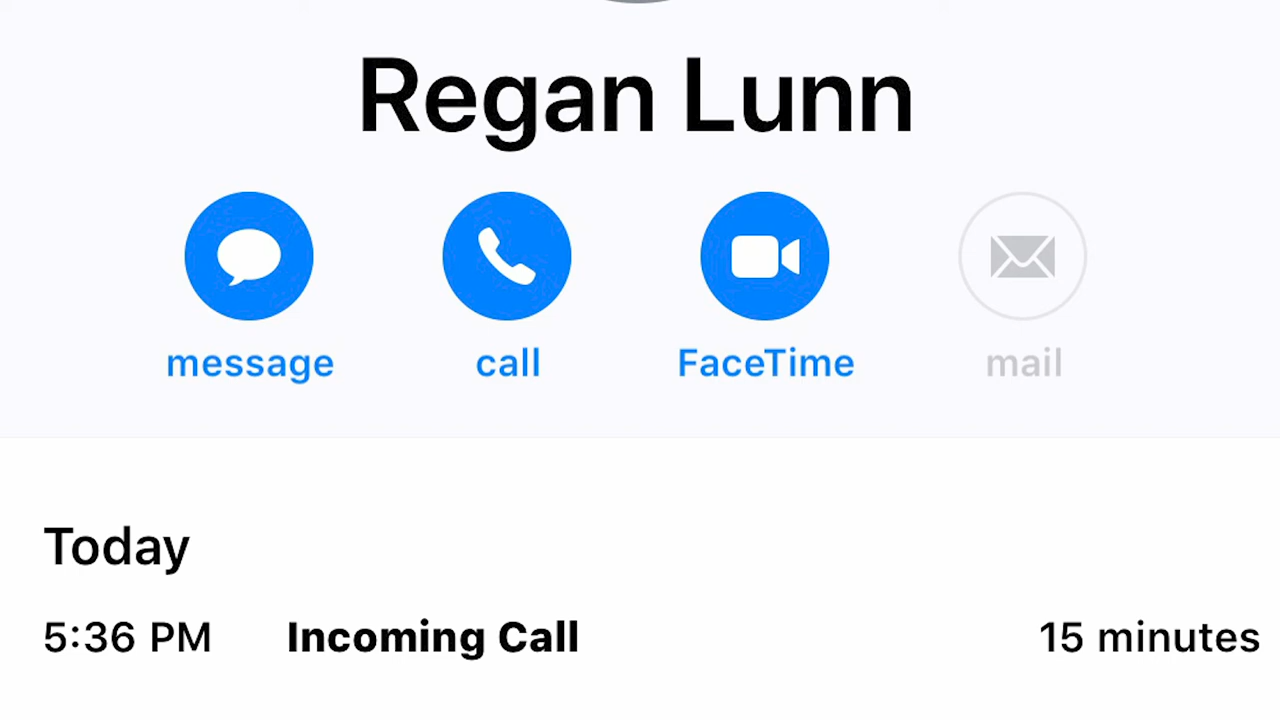 Regan Lunn
message call FaceTime mail
Today
5:36 PM Incoming Call 15 minutes